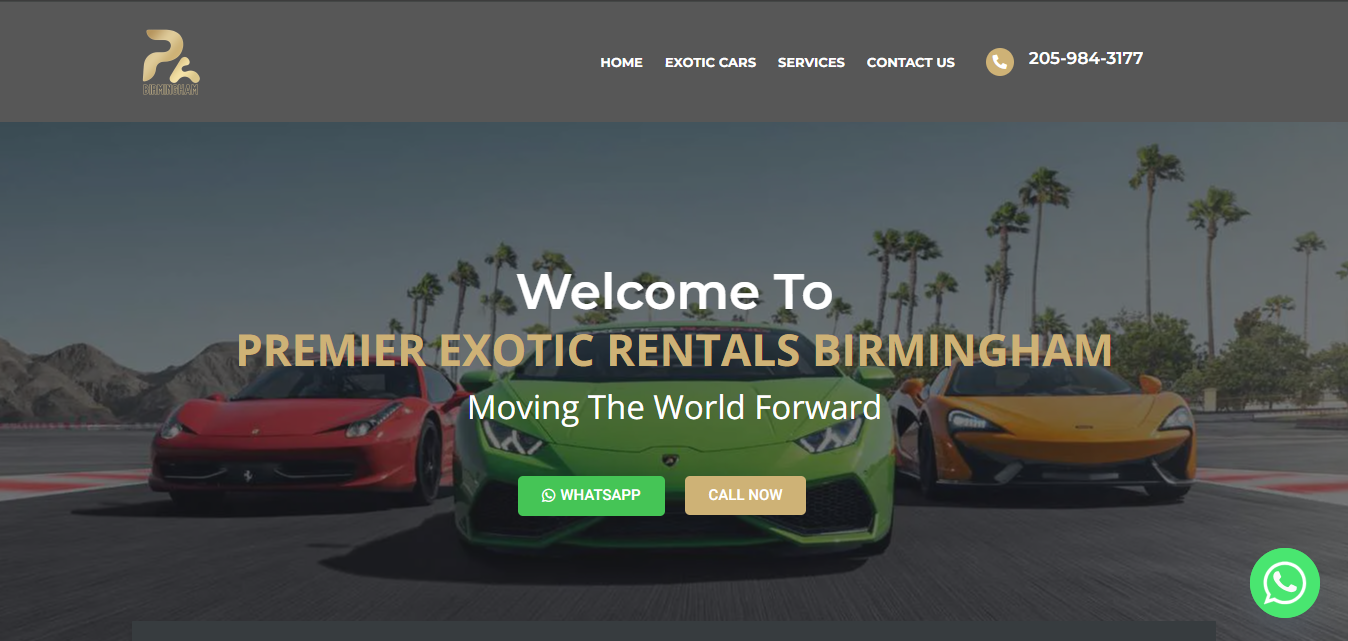 BIRMINGHAM
HOME EXOTIC CARS SERVICES CONTACT US 205-984-3177
Welcome To
PREMIER EXOTIC RENTALS BIRMINGHAM
Moving The World Forward
WHATSAPP CALL NOW